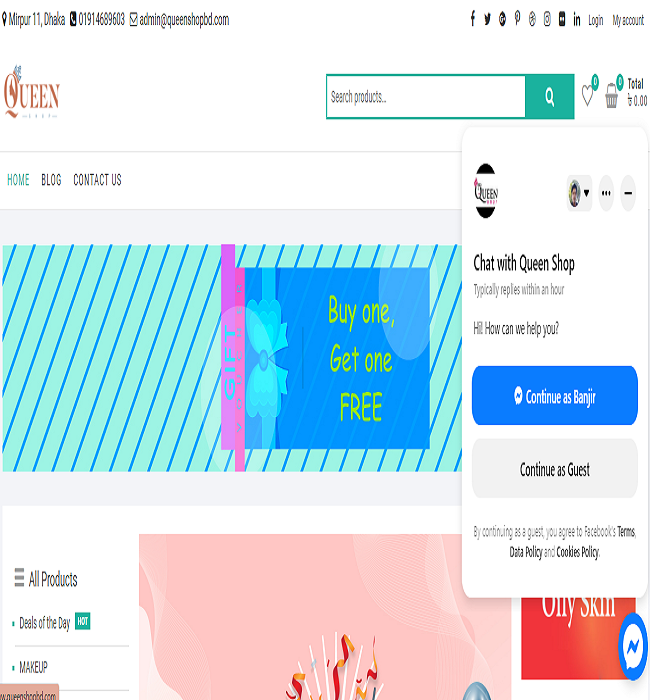 Mirpur 11, Dhaka 01914689603 admin@queenshopbd.com
Login My account
QUEEN
SHOP
Search products...
0
0
Total
৳ 0.00
HOME BLOG CONTACT US
GIFT
Buy one,
Get one
FREE
QUEEN
Chat with Queen Shop
Typically replies within an hour
Hi! How can we help you?
Continue as Banjir
Continue as Guest
By continuing as a guest, you agree to Facebook's Terms,
Data Policy and Cookies Policy.
All Products
Deals of the Day HOT
MAKEUP
Oily Skin
w.queenshopbd.com